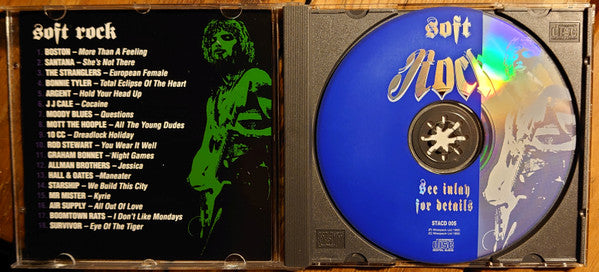 soft rock
1. BOSTON – More Than A Feeling
2. SANTANA – She's Not There
3. THE STRANGLERS – European Female
4. BONNIE TYLER – Total Eclipse Of The Heart
5. ARGENT – Hold Your Head Up
6. J J CALE – Cocaine
7. MOODY BLUES – Questions
8. MOTT THE HOOPLE – All The Young Dudes
9. 10 CC – Dreadlock Holiday
10. ROD STEWART – You Wear It Well
11. GRAHAM BONNET – Night Games
12. ALLMAN BROTHERS – Jessica
13. HALL & OATES – Maneater
14. STARSHIP – We Build This City
15. MR MISTER – Kyrie
16. AIR SUPPLY – All Out Of Love
17. BOOMTOWN RATS – I Don't Like Mondays
18. SURVIVOR – Eye Of The Tiger
soft
Rock
See inlay
for details
STACD 005
COMPACT
disc
DIGITAL AUDIO